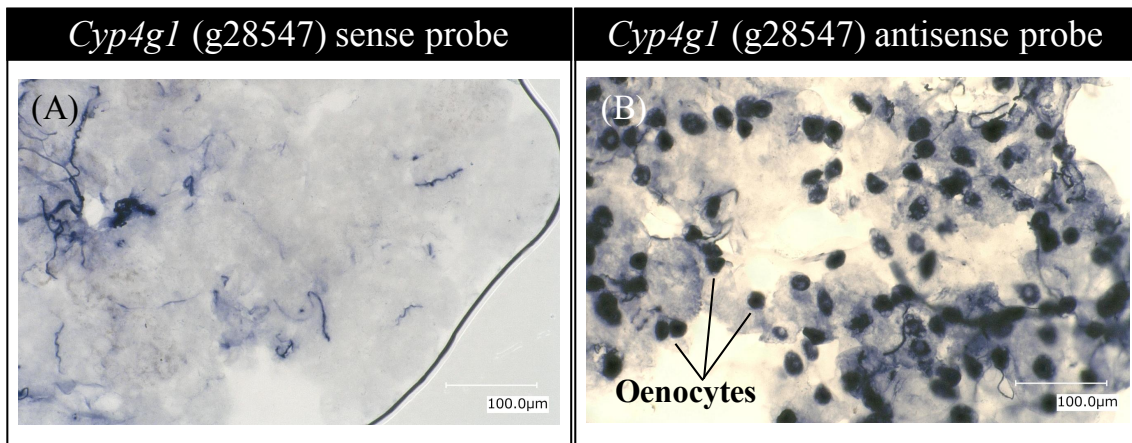 Cyp4g1 (g28547) sense probe
Cyp4g1 (g28547) antisense probe
(A)
(B)
100.0µm
Oenocytes
100.0µm